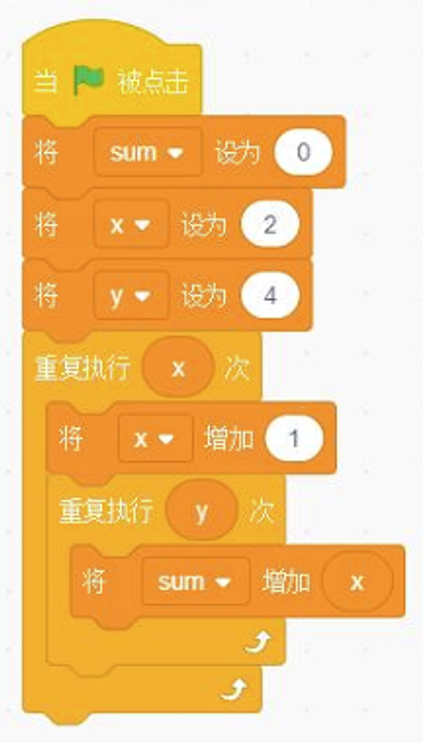 当 被点击
将 sum 设为 0
将 x 设为 2
将 y 设为 4
重复执行 x 次
将 x 增加 1
重复执行 y 次
将 sum 增加 x